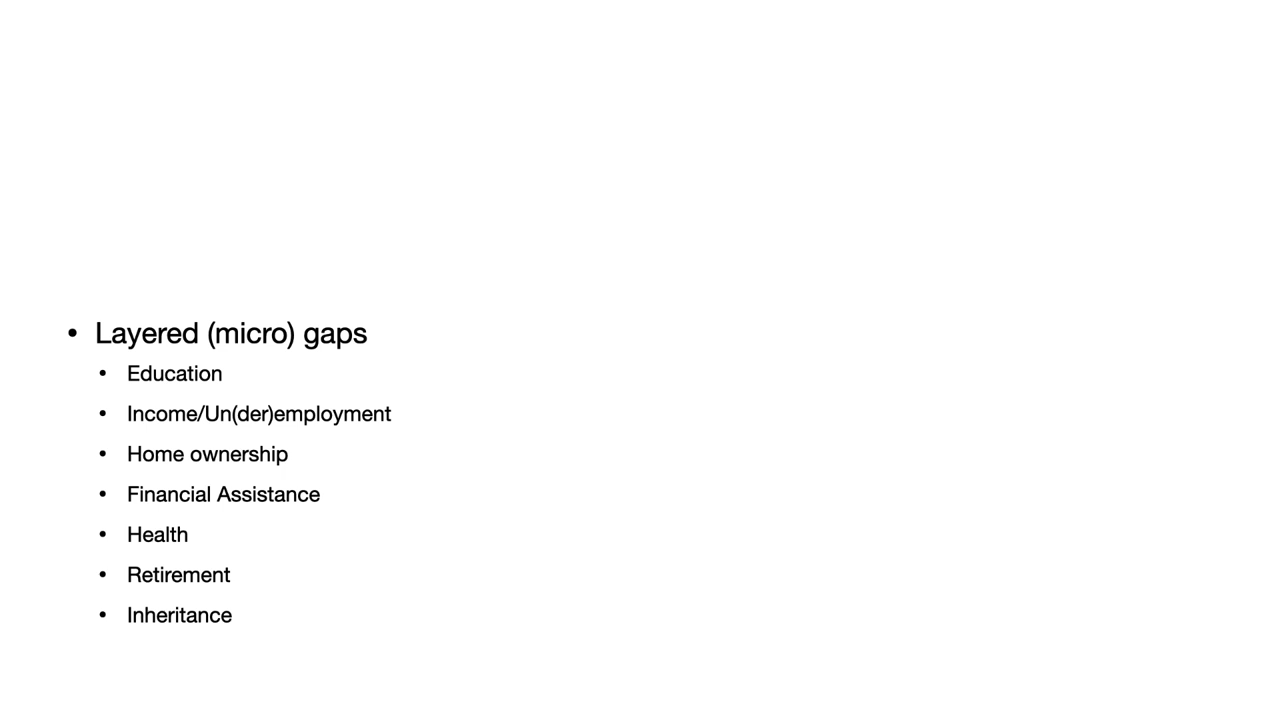 • Layered (micro) gaps
• Education
• Income/Un(der)employment
• Home ownership
• Financial Assistance
• Health
• Retirement
• Inheritance